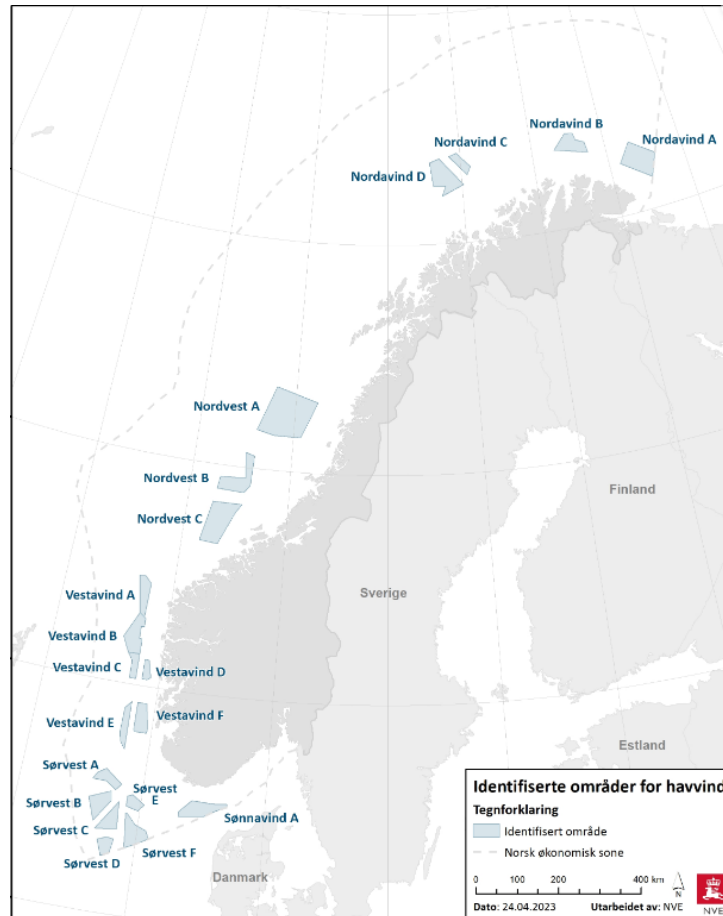 Nordavind B
Nordavind A
Nordavind C
Nordavind D
Nordvest A
Nordvest B
Finland
Nordvest C
Vestavind A
Sverige
Vestavind B
Vestavind C
Vestavind D
Vestavind E
Vestavind F
Estland
Sørvest A
Sørvest
E
Sørvest B
Sønnavind A
Sørvest C
Sørvest F
Sørvest D
Danmark
Identifiserte områder for havvind
Tegnforklaring
Identifisert område
Norsk økonomisk sone
0 100 200 400 km
N
Dato: 24.04.2023 Utarbeidet av: NVE
NVE